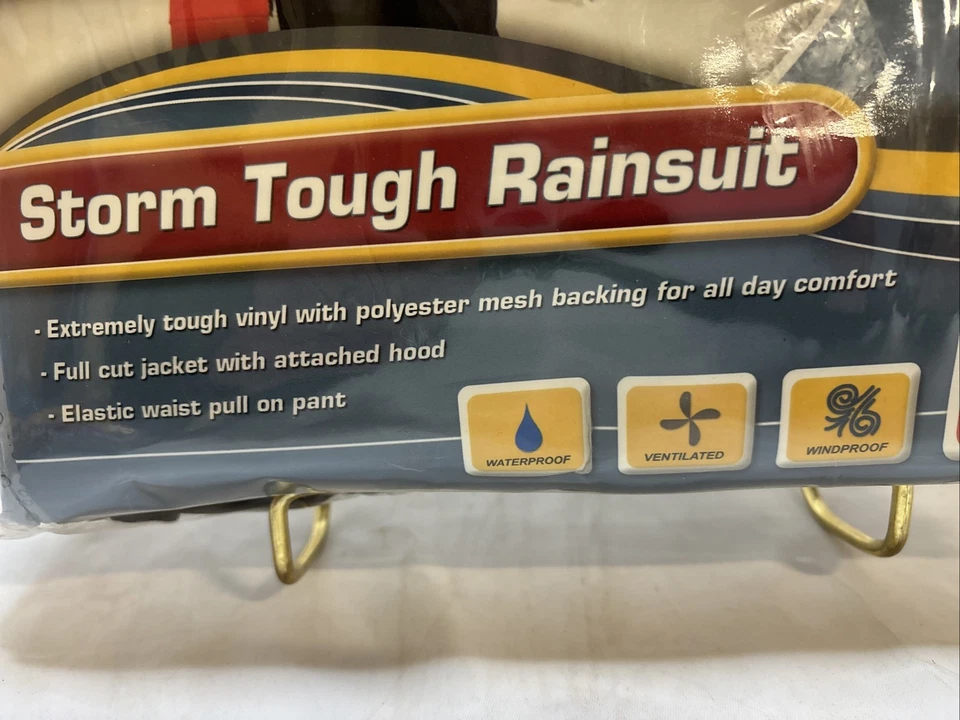 Storm Tough Rainsuit
- Extremely tough vinyl with polyester mesh backing for all day comfort
- Full cut jacket with attached hood
- Elastic waist pull on pant
WATERPROOF VENTILATED WINDPROOF